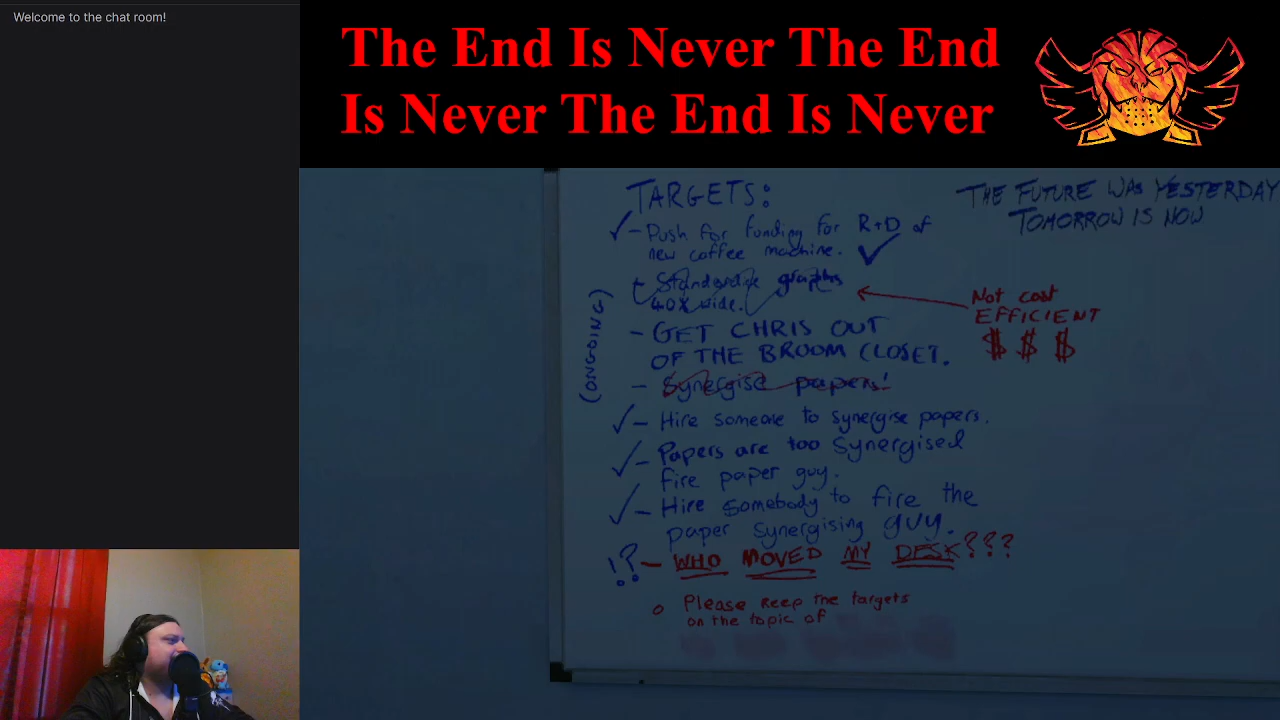 Welcome to the chat room!
The End Is Never The End
Is Never The End Is Never
TARGETS:
- Push for funding for R+D of
new coffee machine.
- Standardise graphs
40% wide.
(ONGOING)
- GET CHRIS OUT
OF THE BROOM CLOSET.
- Synergise papers!
- Hire someone to synergise papers.
- Papers are too synergised
fire paper guy.
- Hire somebody to fire the
paper synergising guy.
!? - WHO MOVED MY DESK???
o Please keep the targets
on the topic of
THE FUTURE WAS YESTERDAY
TOMORROW IS NOW
Not cost
EFFICIENT
$ $ $